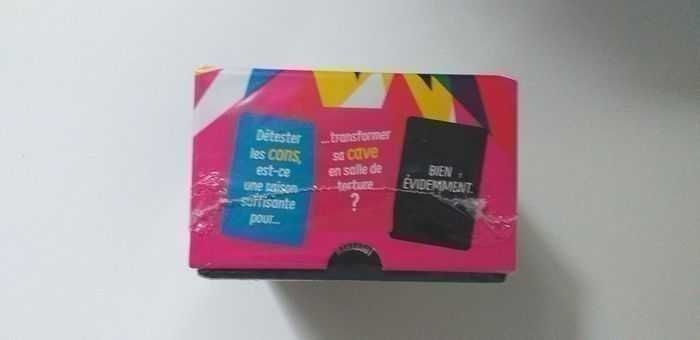 Détester
les cons,
est-ce
une raison
suffisante
pour...
...transformer
sa cave
en salle de
torture
?
BIEN
ÉVIDEMMENT.